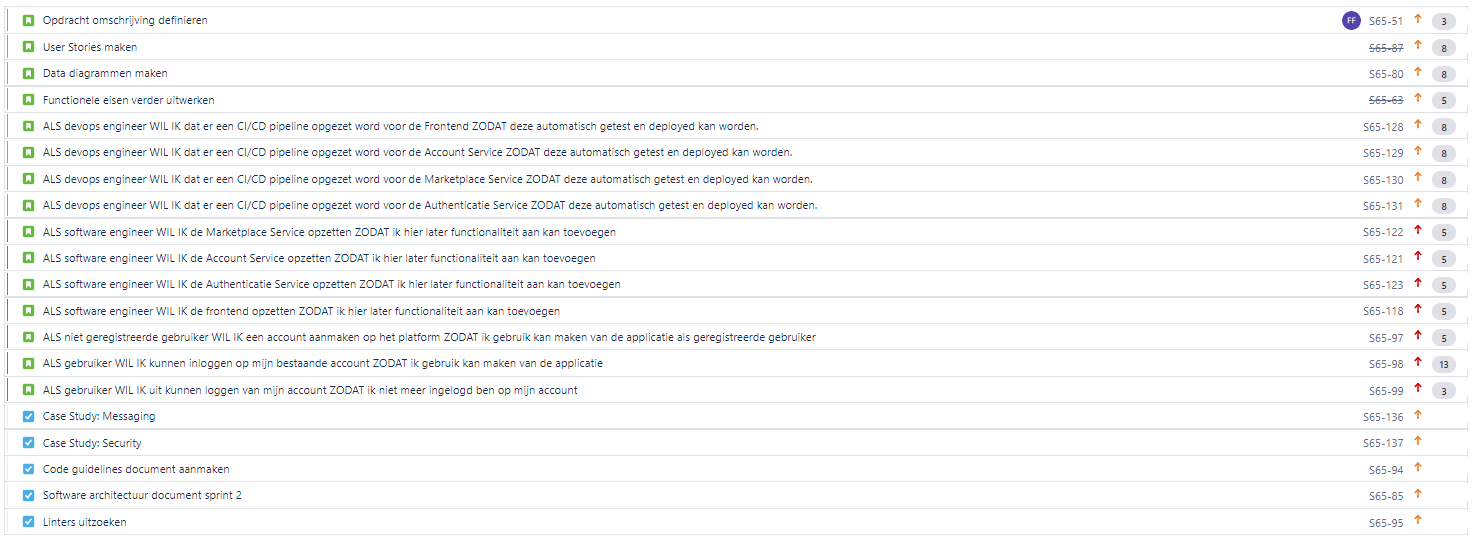 Opdracht omschrijving definieren FF S65-51 3
User Stories maken S65-87 8
Data diagrammen maken S65-80 8
Functionele eisen verder uitwerken S65-63 5
ALS devops engineer WIL IK dat er een CI/CD pipeline opgezet word voor de Frontend ZODAT deze automatisch getest en deployed kan worden. S65-128 8
ALS devops engineer WIL IK dat er een CI/CD pipeline opgezet word voor de Account Service ZODAT deze automatisch getest en deployed kan worden. S65-129 8
ALS devops engineer WIL IK dat er een CI/CD pipeline opgezet word voor de Marketplace Service ZODAT deze automatisch getest en deployed kan worden. S65-130 8
ALS devops engineer WIL IK dat er een CI/CD pipeline opgezet word voor de Authenticatie Service ZODAT deze automatisch getest en deployed kan worden. S65-131 8
ALS software engineer WIL IK de Marketplace Service opzetten ZODAT ik hier later functionaliteit aan kan toevoegen S65-122 5
ALS software engineer WIL IK de Account Service opzetten ZODAT ik hier later functionaliteit aan kan toevoegen S65-121 5
ALS software engineer WIL IK de Authenticatie Service opzetten ZODAT ik hier later functionaliteit aan kan toevoegen S65-123 5
ALS software engineer WIL IK de frontend opzetten ZODAT ik hier later functionaliteit aan kan toevoegen S65-118 5
ALS niet geregistreerde gebruiker WIL IK een account aanmaken op het platform ZODAT ik gebruik kan maken van de applicatie als geregistreerde gebruiker S65-97 5
ALS gebruiker WIL IK kunnen inloggen op mijn bestaande account ZODAT ik gebruik kan maken van de applicatie S65-98 13
ALS gebruiker WIL IK uit kunnen loggen van mijn account ZODAT ik niet meer ingelogd ben op mijn account S65-99 3
Case Study: Messaging S65-136
Case Study: Security S65-137
Code guidelines document aanmaken S65-94
Software architectuur document sprint 2 S65-85
Linters uitzoeken S65-95